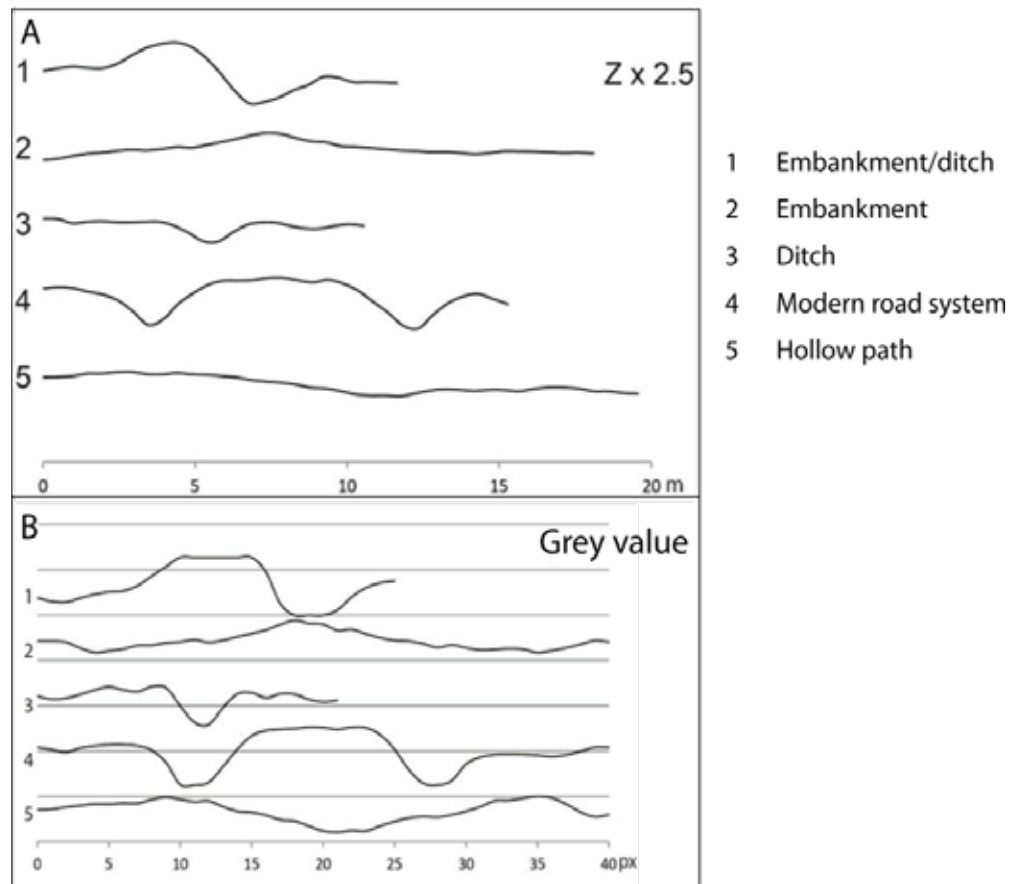 A
Z x 2.5
1
2
3
4
5
0 5 10 15 20 m
B
Grey value
1
2
3
4
5
0 5 10 15 20 25 30 35 40 px
1 Embankment/ditch
2 Embankment
3 Ditch
4 Modern road system
5 Hollow path